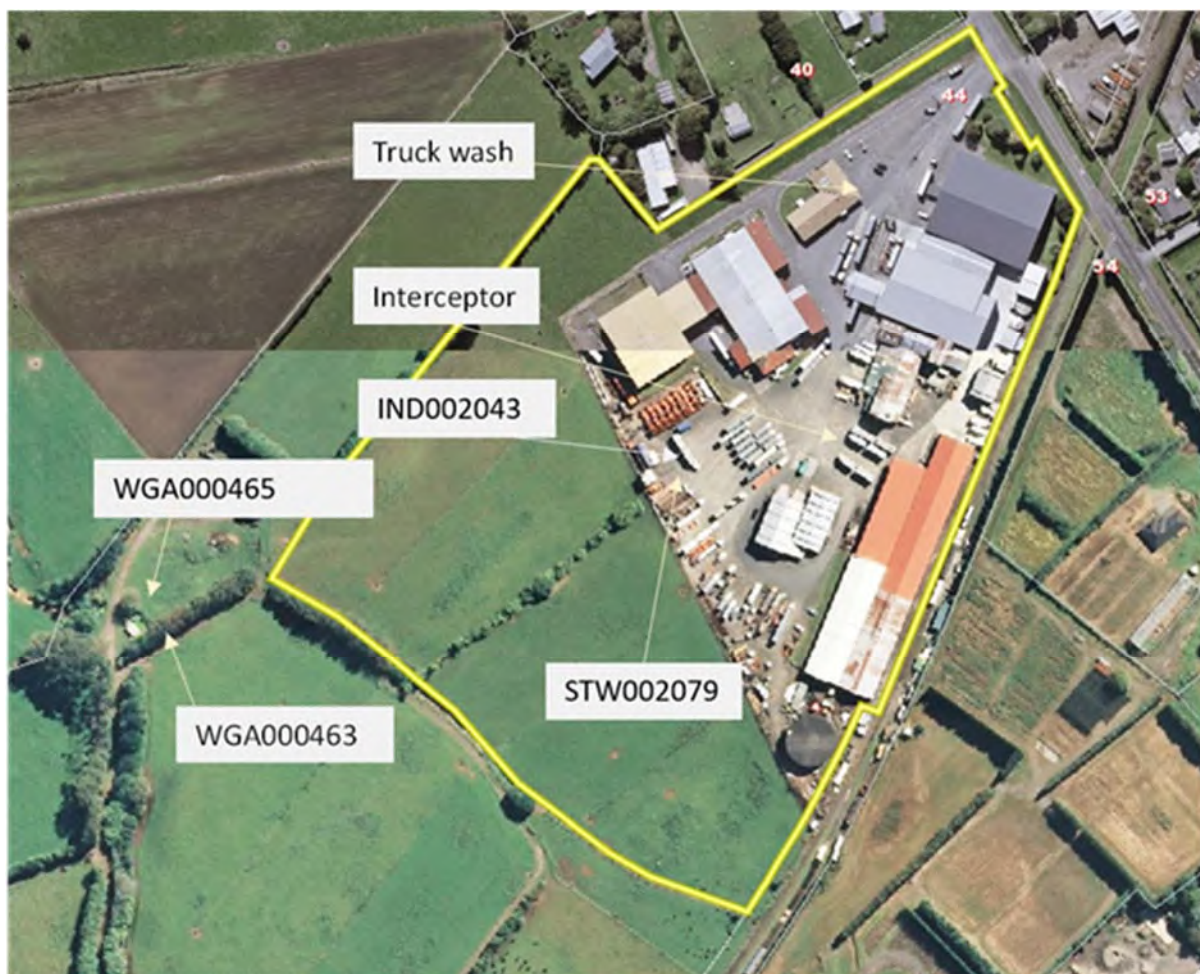 40
44
Truck wash
53
54
Interceptor
IND002043
WGA000465
STW002079
WGA000463